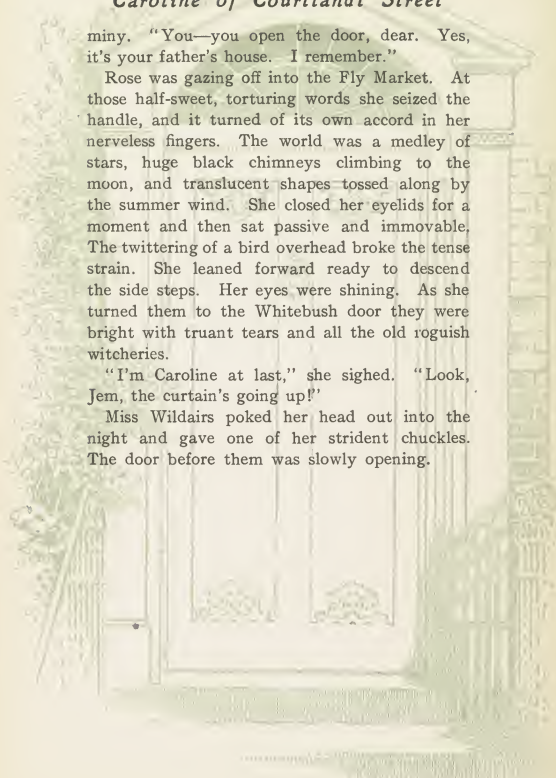 Caroline of Courtlandt Street
miny. "You—you open the door, dear. Yes,
it's your father's house. I remember."
Rose was gazing off into the Fly Market. At
those half-sweet, torturing words she seized the
handle, and it turned of its own accord in her
nerveless fingers. The world was a medley of
stars, huge black chimneys climbing to the
moon, and translucent shapes tossed along by
the summer wind. She closed her eyelids for a
moment and then sat passive and immovable.
The twittering of a bird overhead broke the tense
strain. She leaned forward ready to descend
the side steps. Her eyes were shining. As she
turned them to the Whitebush door they were
bright with truant tears and all the old roguish
witcheries.
"I'm Caroline at last," she sighed. "Look,
Jem, the curtain's going up!"
Miss Wildairs poked her head out into the
night and gave one of her strident chuckles.
The door before them was slowly opening.